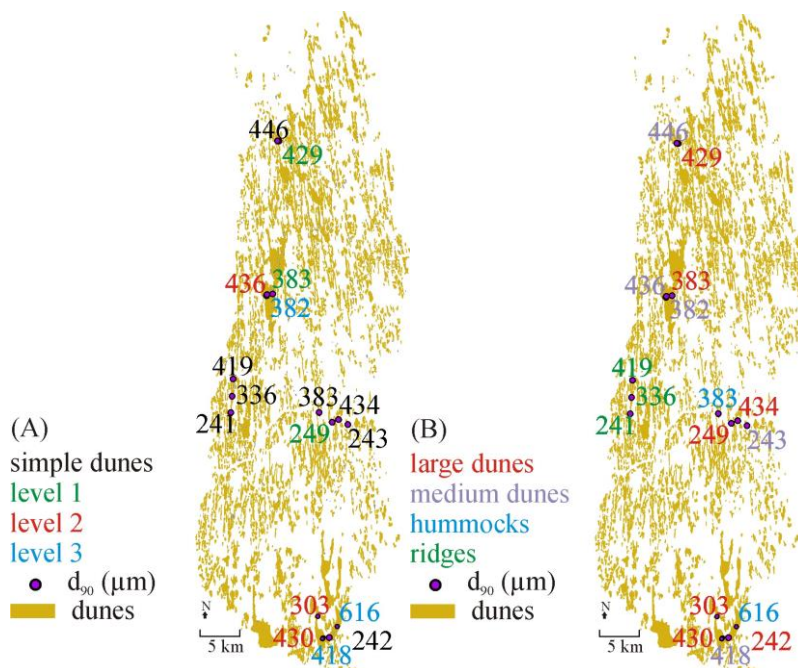 446
429
436 383
382
419
336
241
383
434
249
243
(A)
simple dunes
level 1
level 2
level 3
d₉₀ (µm)
dunes
N
5 km
303
616
430
242
418
446
429
436 383
382
419
336
241
383
434
249
243
(B)
large dunes
medium dunes
hummocks
ridges
d₉₀ (µm)
dunes
N
5 km
303
616
430
242
418